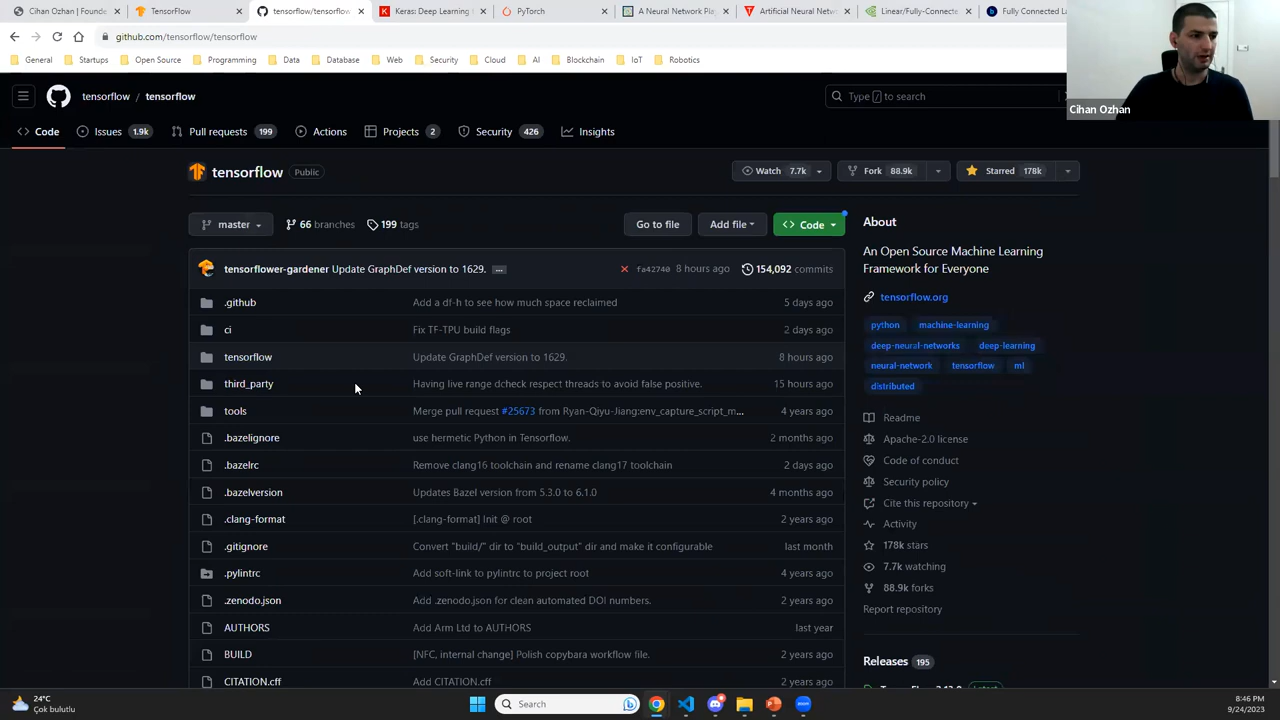 Cihan Ozhan | Founde
TensorFlow
tensorflow/tensorflow
Keras: Deep Learning
PyTorch
A Neural Network Play
Artificial Neural Netwo
Linear/Fully-Connecte
Fully Connected La
github.com/tensorflow/tensorflow
General Startups Open Source Programming Data Database Web Security Cloud AI Blockchain IoT Robotics
Cihan Ozhan
tensorflow / tensorflow
Type / to search
Code Issues 1.9k Pull requests 199 Actions Projects 2 Security 426 Insights
tensorflow Public
Watch 7.7k Fork 88.9k Starred 178k
master 66 branches 199 tags Go to file Add file Code
tensorflower-gardener Update GraphDef version to 1629. ... fa42740 8 hours ago 154,092 commits
.github Add a df-h to see how much space reclaimed 5 days ago
ci Fix TF-TPU build flags 2 days ago
tensorflow Update GraphDef version to 1629. 8 hours ago
third_party Having live range dcheck respect threads to avoid false positive. 15 hours ago
tools Merge pull request #25673 from Ryan-Qiyu-Jiang:env_capture_script_m... 4 years ago
.bazelignore use hermetic Python in Tensorflow. 2 months ago
.bazelrc Remove clang16 toolchain and rename clang17 toolchain 2 days ago
.bazelversion Updates Bazel version from 5.3.0 to 6.1.0 4 months ago
.clang-format [.clang-format] Init @ root 2 years ago
.gitignore Convert "build/" dir to "build_output" dir and make it configurable last month
.pylintrc Add soft-link to pylintrc to project root 4 years ago
.zenodo.json Add .zenodo.json for clean automated DOI numbers. 2 years ago
AUTHORS Add Arm Ltd to AUTHORS last year
BUILD [NFC, internal change] Polish copybara workflow file. 2 years ago
CITATION.cff Add CITATION.cff 2 years ago
About
An Open Source Machine Learning
Framework for Everyone
tensorflow.org
python machine-learning
deep-neural-networks deep-learning
neural-network tensorflow ml
distributed
Readme
Apache-2.0 license
Code of conduct
Security policy
Cite this repository
Activity
178k stars
7.7k watching
88.9k forks
Report repository
Releases 195
24°C
Çok bulutlu
Search
8:46 PM
9/24/2023